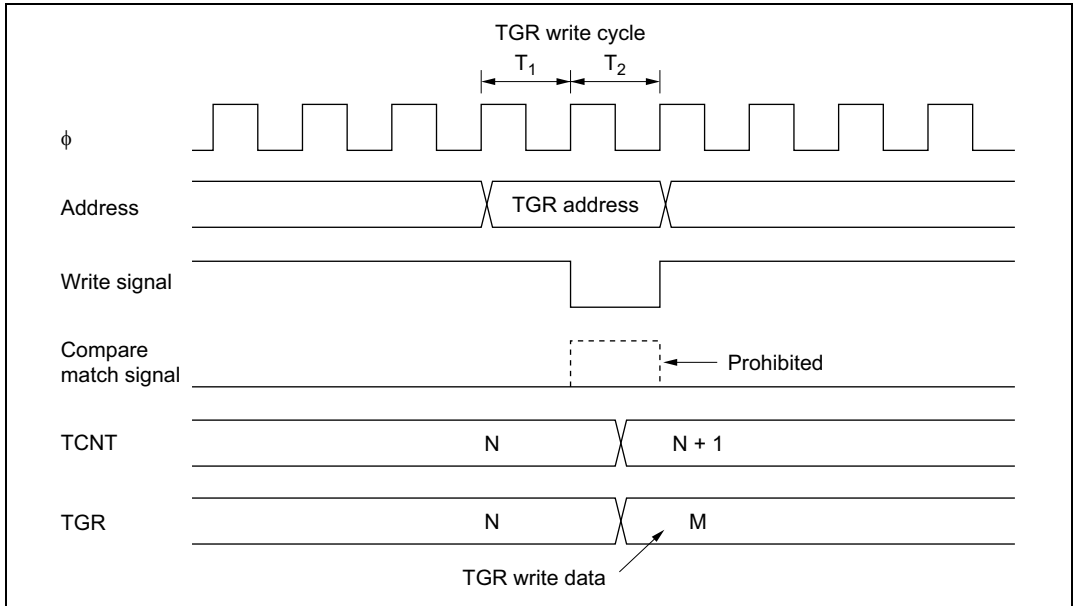 TGR write cycle
T1 T2
ϕ
Address TGR address
Write signal
Compare
match signal Prohibited
TCNT N N + 1
TGR N M
TGR write data